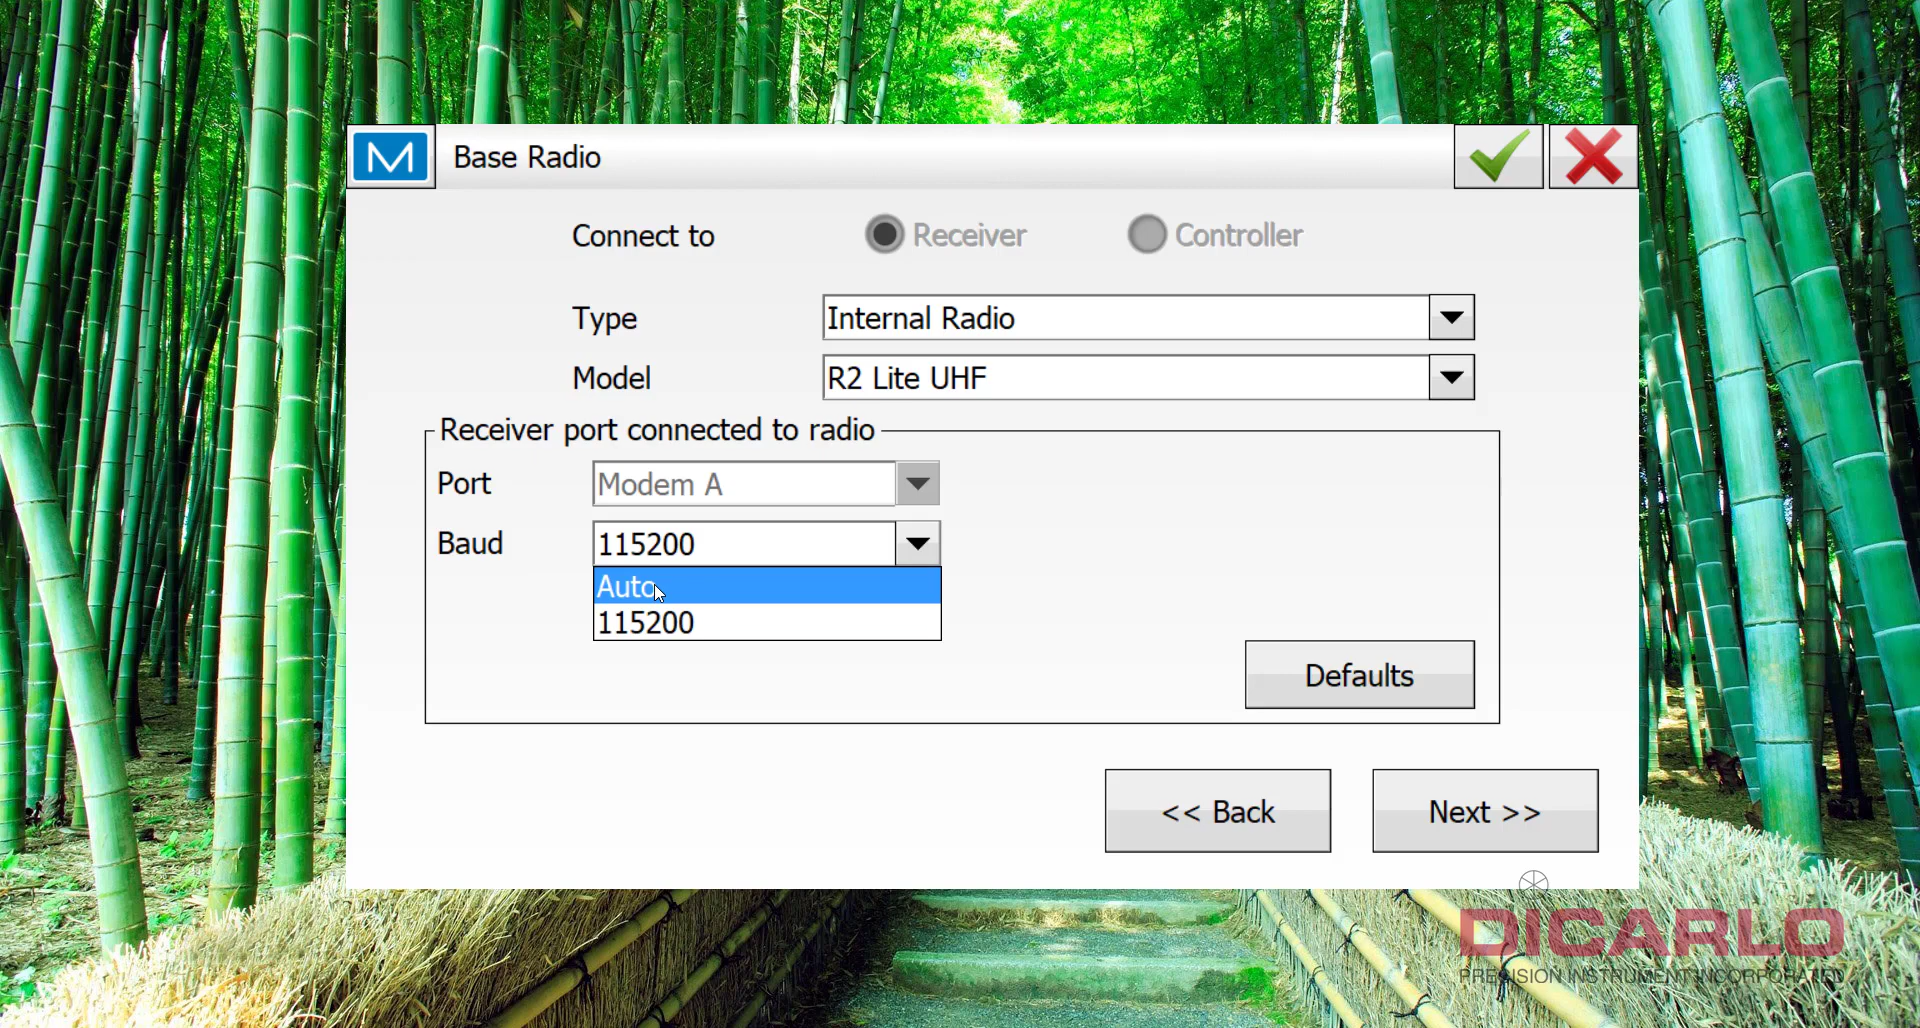 M Base Radio
Connect to Receiver Controller
Type Internal Radio
Model R2 Lite UHF
Receiver port connected to radio
Port Modem A
Baud 115200
Auto
115200
Defaults
<< Back Next >>
DICARLO
PRECISION INSTRUMENT INCORPORATED